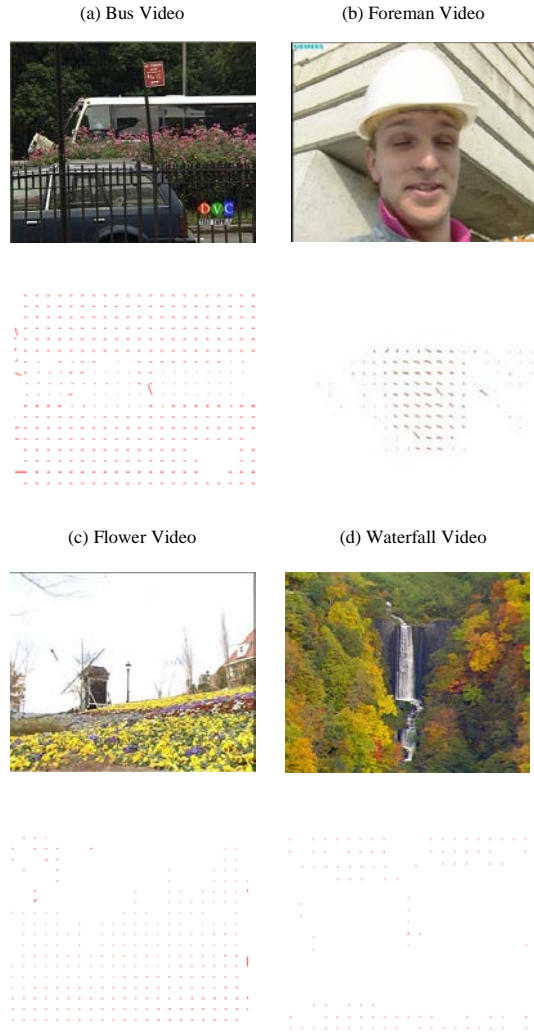 (a) Bus Video
(b) Foreman Video
SIEMENS
DVC
(c) Flower Video
(d) Waterfall Video